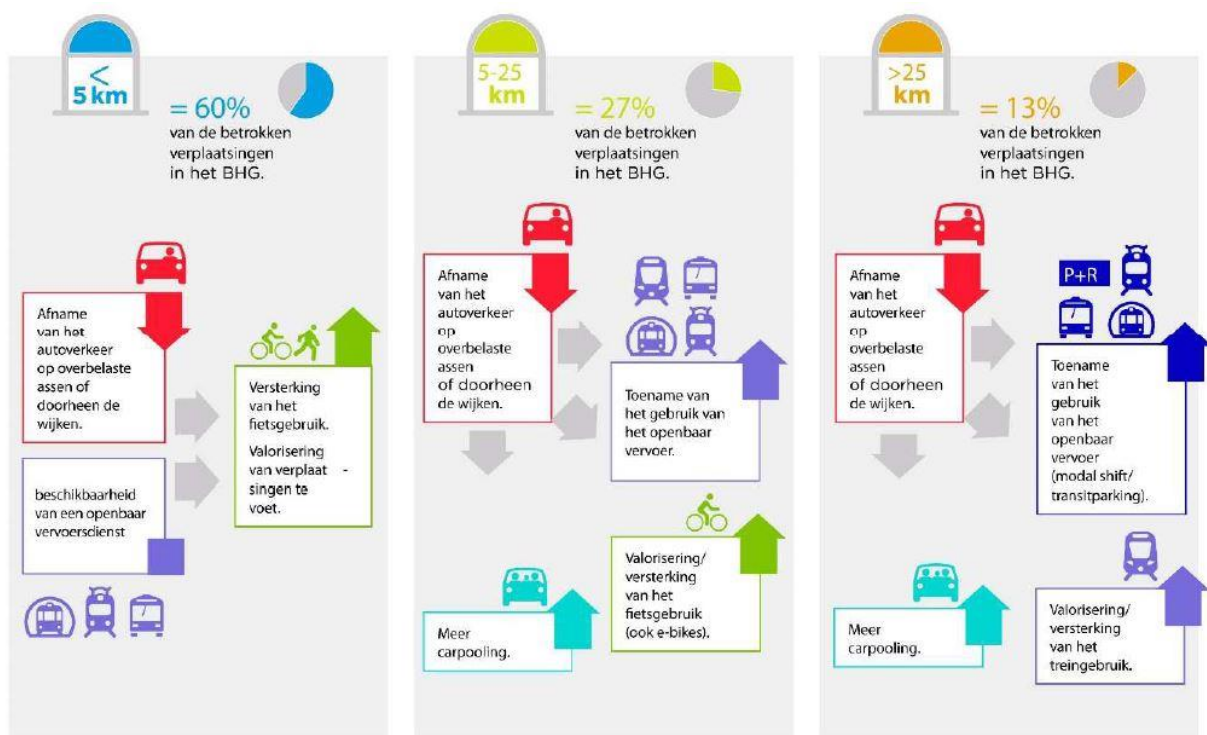 <
5 km
= 60%
van de betrokken
verplaatsingen
in het BHG.
Afname
van het
autoverkeer
op overbelaste
assen of
doorheen de
wijken.
Versterking
van het
fietsgebruik.
Valorisering
van verplaat -
singen te
voet.
beschikbaarheid
van een openbaar
vervoersdienst
5-25
km
= 27%
van de betrokken
verplaatsingen
in het BHG.
Afname
van het
autoverkeer
op
overbelaste
assen
of doorheen
de wijken.
Toename van
het gebruik van
het openbaar
vervoer.
Valorisering/
versterking
van het
fietsgebruik
(ook e-bikes).
Meer
carpooling.
>25
km
= 13%
van de betrokken
verplaatsingen
in het BHG.
Afname
van het
autoverkeer
op
overbelaste
assen
of doorheen
de wijken.
P+R
Toename
van het
gebruik
van het
openbaar
vervoer
(modal shift/
transitparking).
Meer
carpooling.
Valorisering/
versterking
van het
treingebruik.